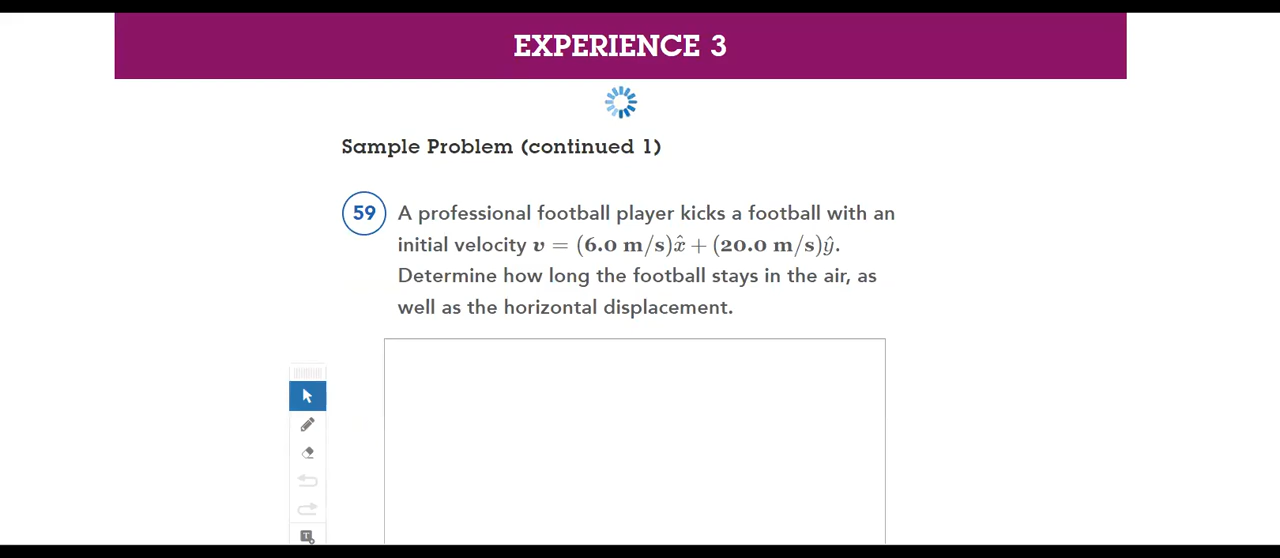 EXPERIENCE 3
Sample Problem (continued 1)
59 A professional football player kicks a football with an
initial velocity v = (6.0 m/s)x̂ + (20.0 m/s)ŷ.
Determine how long the football stays in the air, as
well as the horizontal displacement.
T